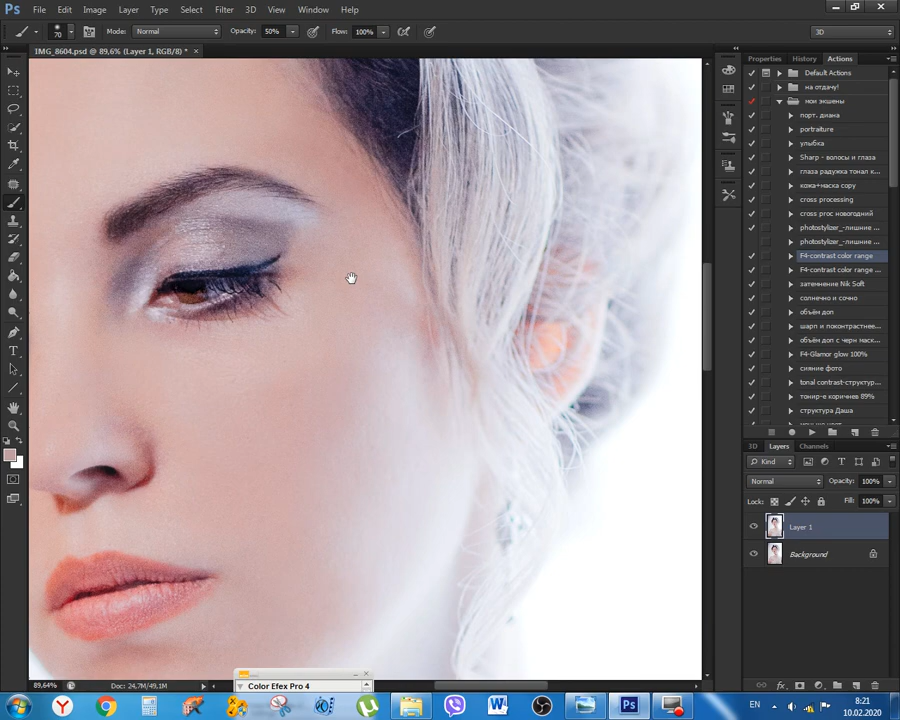 Ps File Edit Image Layer Type Select Filter 3D View Window Help
70 Mode: Normal Opacity: 50% Flow: 100% 3D
IMG_8604.psd @ 89,6% (Layer 1, RGB/8) * ×
Properties History Actions
Default Actions
на отдачу!
мои экшены
порт. диана
portraiture
улыбка
Sharp - волосы и глаза
глаза радужка тонал к...
кожа+маска copy
cross processing
cross proc новогодний
photostylizer_-лишние ...
photostylizer_-лишние ...
F4-contrast color range
F4-contrast color range ...
затемнение Nik Soft
солнечно и сочно
объём доп
шарп и поконтрастнее...
объём доп с черн маск...
F4-Glamor glow 100%
сияние фото
tonal contrast-структур...
тонир-е коричнев 89%
структура Даша
3D Layers Channels
Kind
Normal Opacity: 100%
Lock: Fill: 100%
Layer 1
Background
89,64% Doc: 24,7M/49,1M
Color Efex Pro 4
EN 8:21
10.02.2020